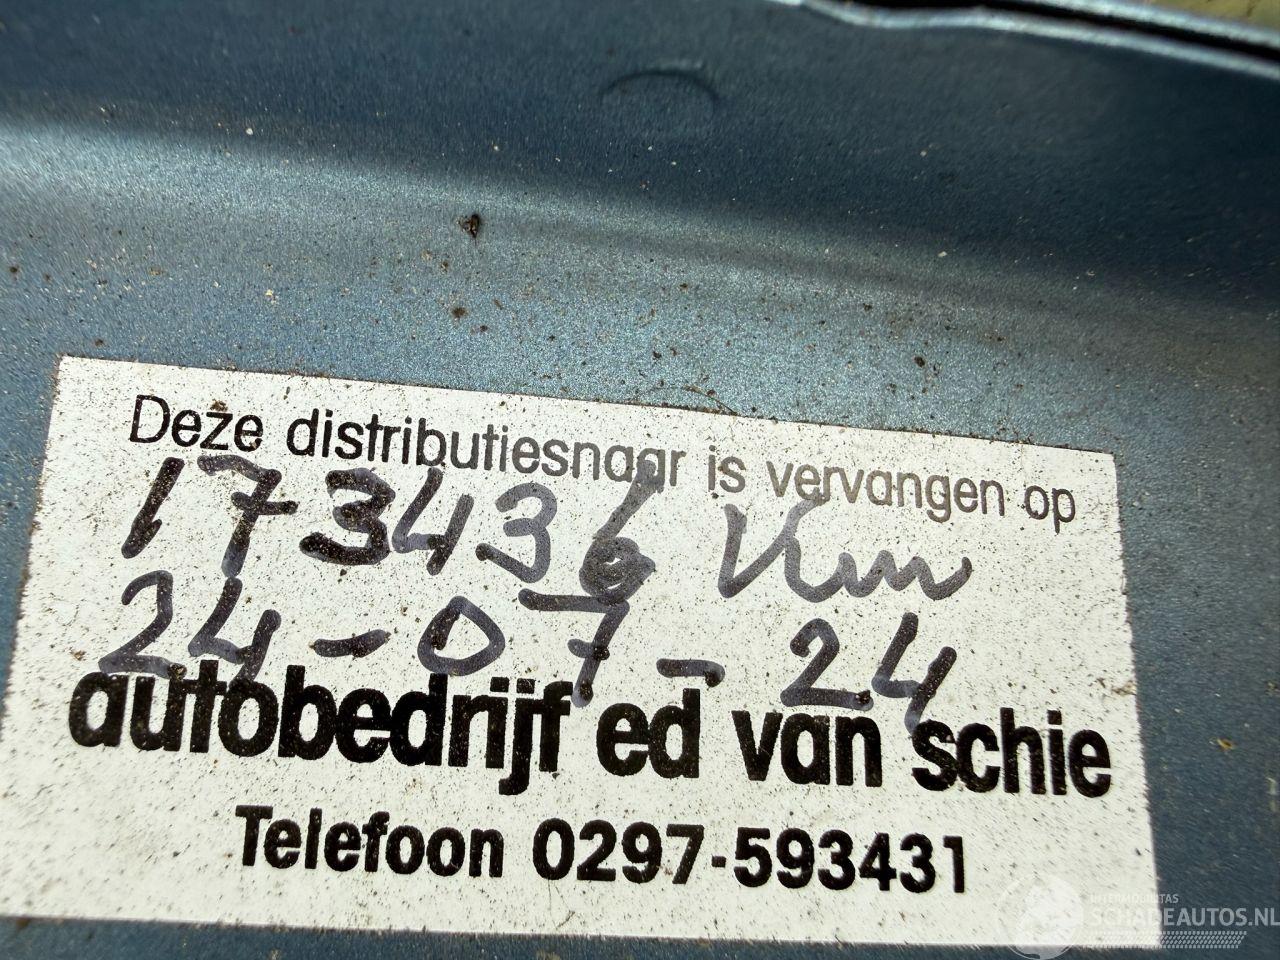 Deze distributiesnaar is vervangen op
173436 Km
24-07-24
autobedrijf ed van schie
Telefoon 0297-593431
INTERMOBILITAS
SCHADEAUTOS.NL